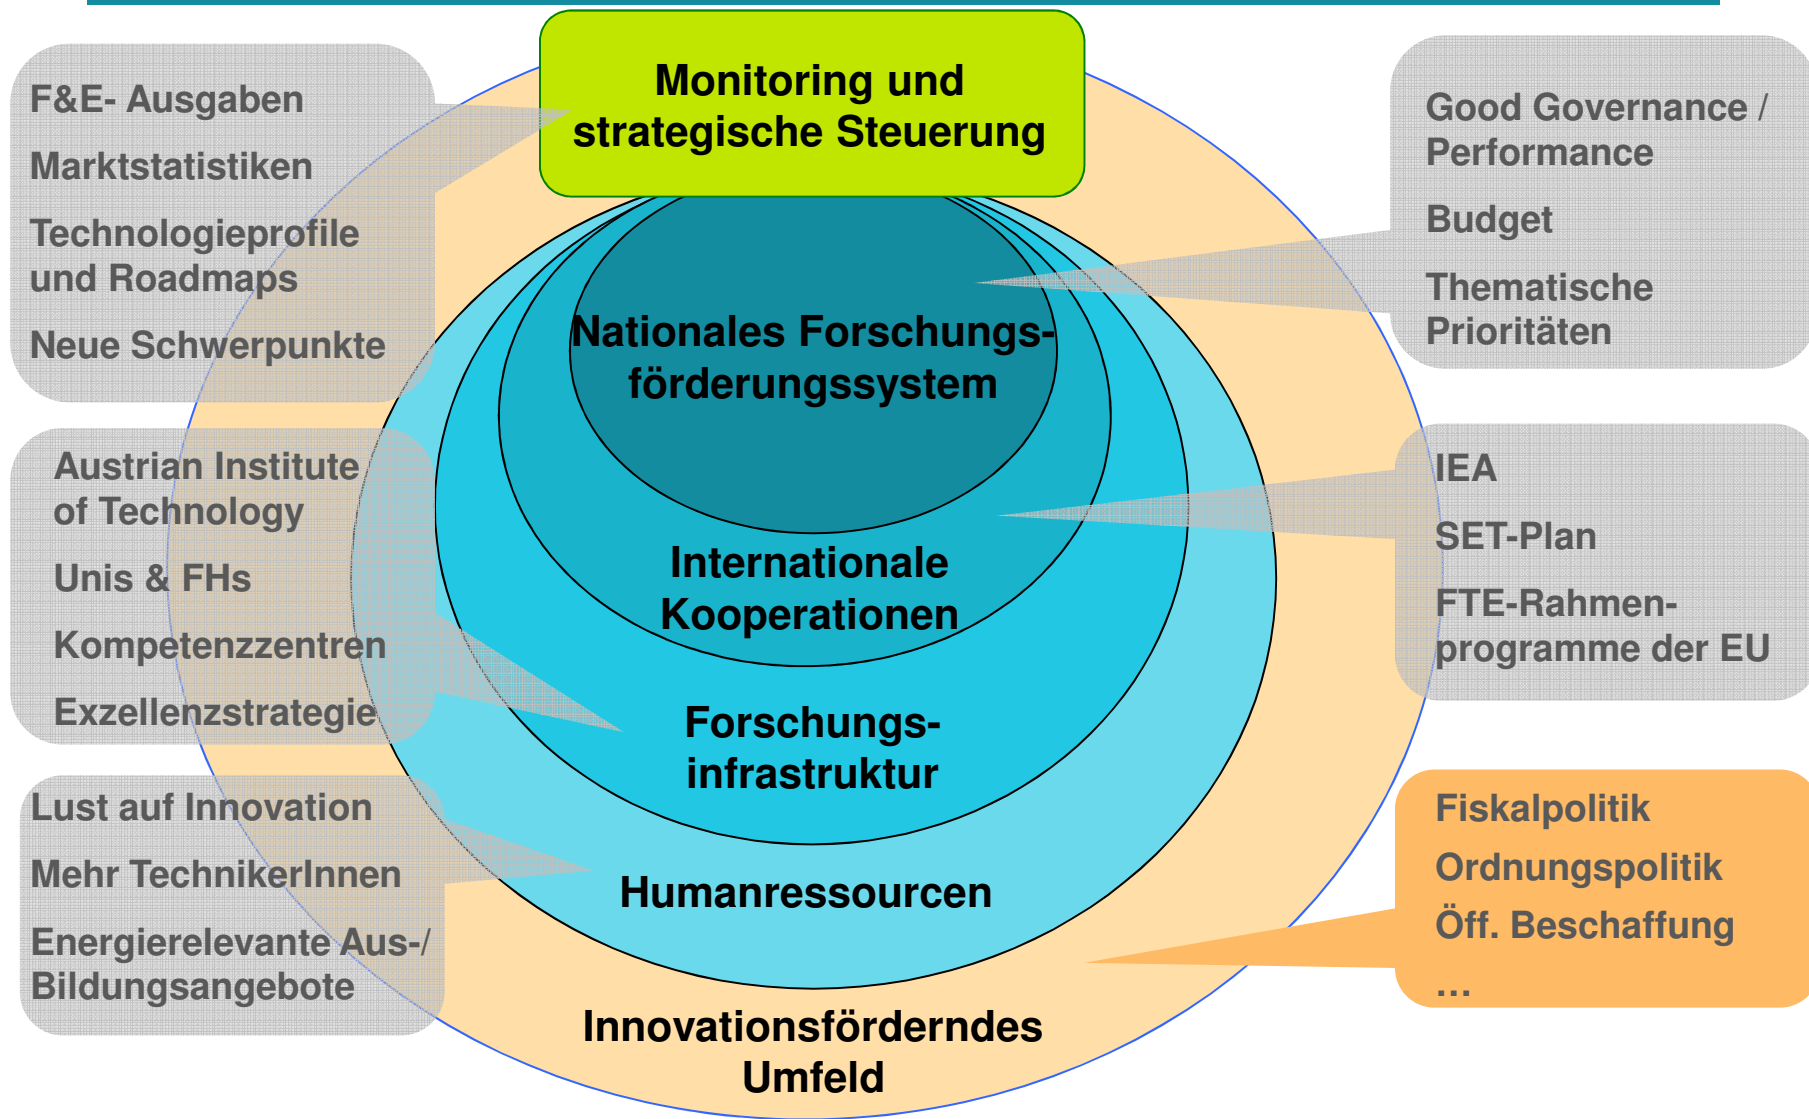 Monitoring und
strategische Steuerung
F&E- Ausgaben
Marktstatistiken
Technologieprofile
und Roadmaps
Neue Schwerpunkte
Good Governance /
Performance
Budget
Thematische
Prioritäten
Nationales Forschungs-
förderungssystem
Austrian Institute
of Technology
Unis & FHs
Kompetenzzentren
Exzellenzstrategie
IEA
SET-Plan
FTE-Rahmen-
programme der EU
Internationale
Kooperationen
Forschungs-
infrastruktur
Lust auf Innovation
Mehr TechnikerInnen
Energierelevante Aus-/
Bildungsangebote
Humanressourcen
Fiskalpolitik
Ordnungspolitik
Öff. Beschaffung
…
Innovationsförderndes
Umfeld